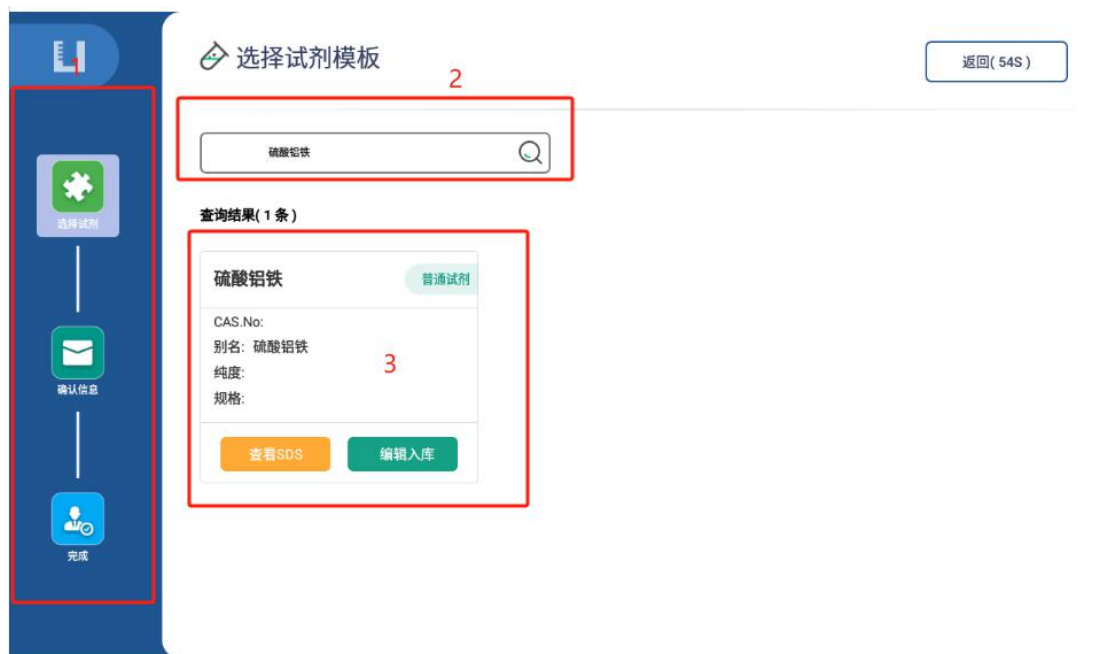 1
选择试剂模板
返回( 54S )
2
硫酸铝铁
选择试剂
查询结果( 1 条 )
硫酸铝铁
普通试剂
CAS.No:
别名: 硫酸铝铁
纯度:
规格:
3
确认信息
查看SDS
编辑入库
完成